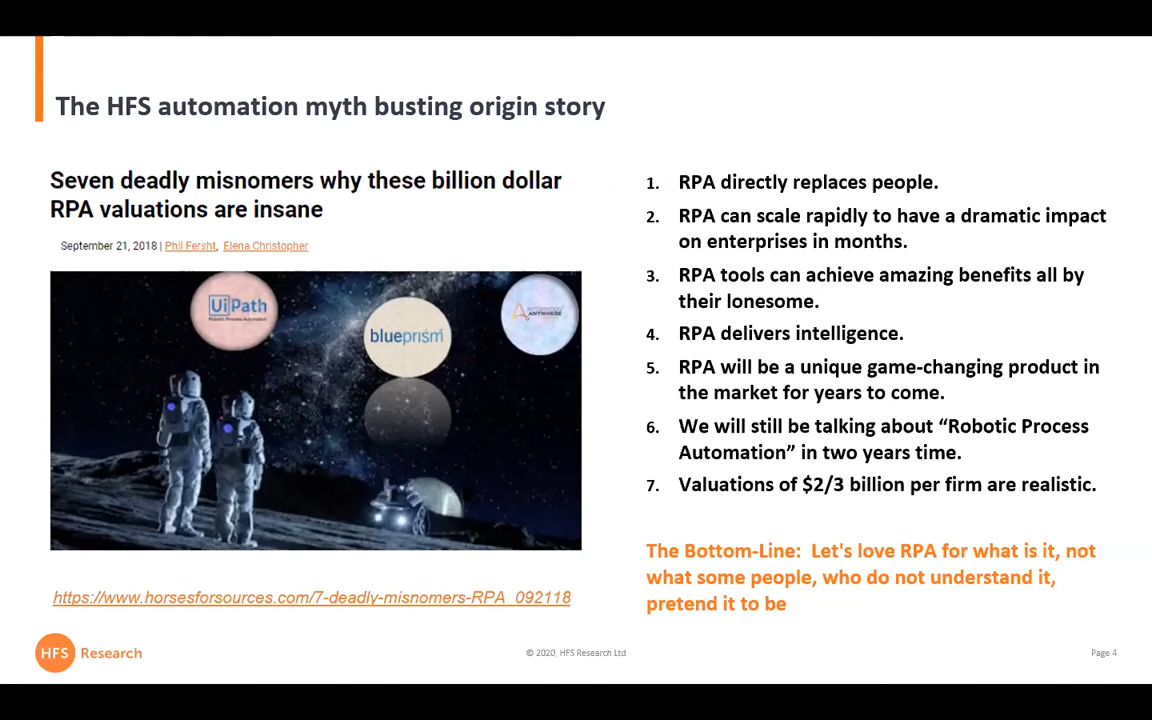 The HFS automation myth busting origin story
Seven deadly misnomers why these billion dollar
RPA valuations are insane
September 21, 2018 | Phil Fersht, Elena Christopher
UiPath
Robotic Process Automation
blueprism
AUTOMATION
ANYWHERE
https://www.horsesforsources.com/7-deadly-misnomers-RPA_092118
1. RPA directly replaces people.
2. RPA can scale rapidly to have a dramatic impact
on enterprises in months.
3. RPA tools can achieve amazing benefits all by
their lonesome.
4. RPA delivers intelligence.
5. RPA will be a unique game-changing product in
the market for years to come.
6. We will still be talking about “Robotic Process
Automation” in two years time.
7. Valuations of $2/3 billion per firm are realistic.
The Bottom-Line: Let's love RPA for what is it, not
what some people, who do not understand it,
pretend it to be
HFS Research
© 2020, HFS Research Ltd
Page 4